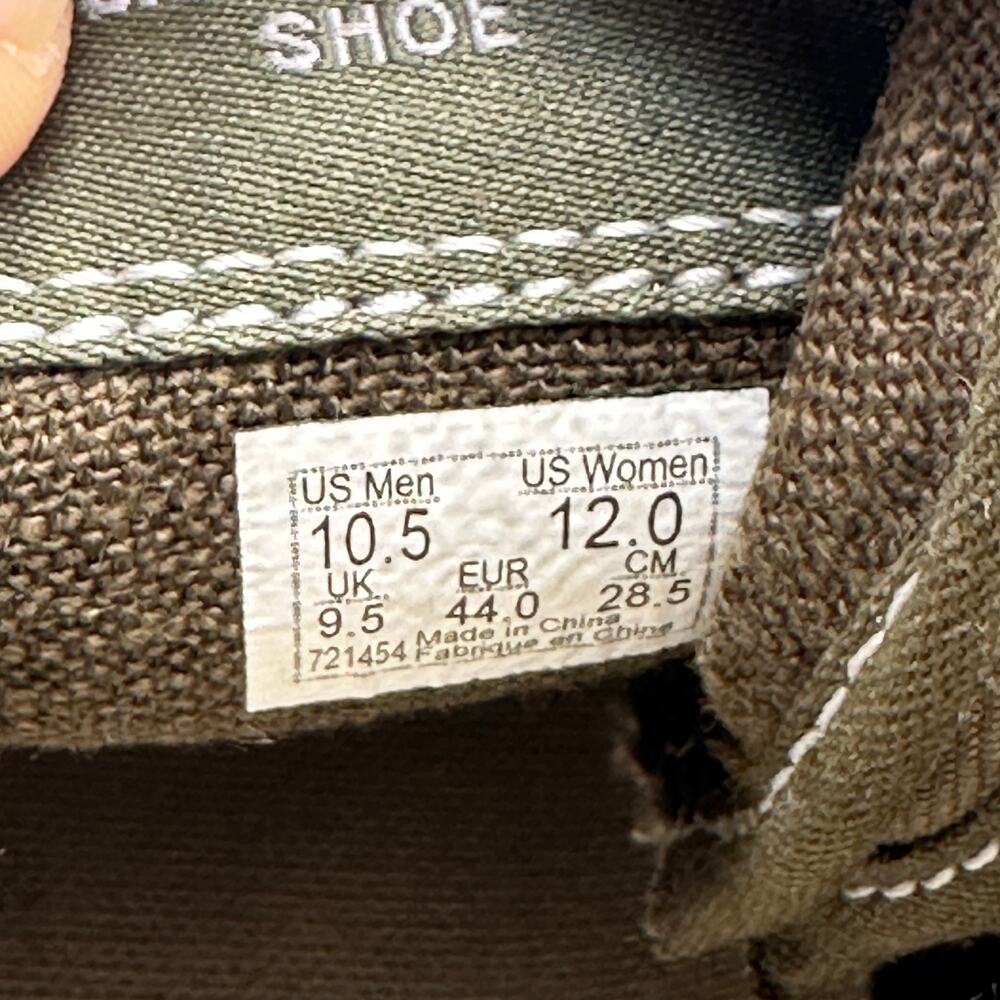 SHOE
US Men US Women
10.5 12.0
UK EUR CM
9.5 44.0 28.5
721454 Made in China
Fabrique en Chine